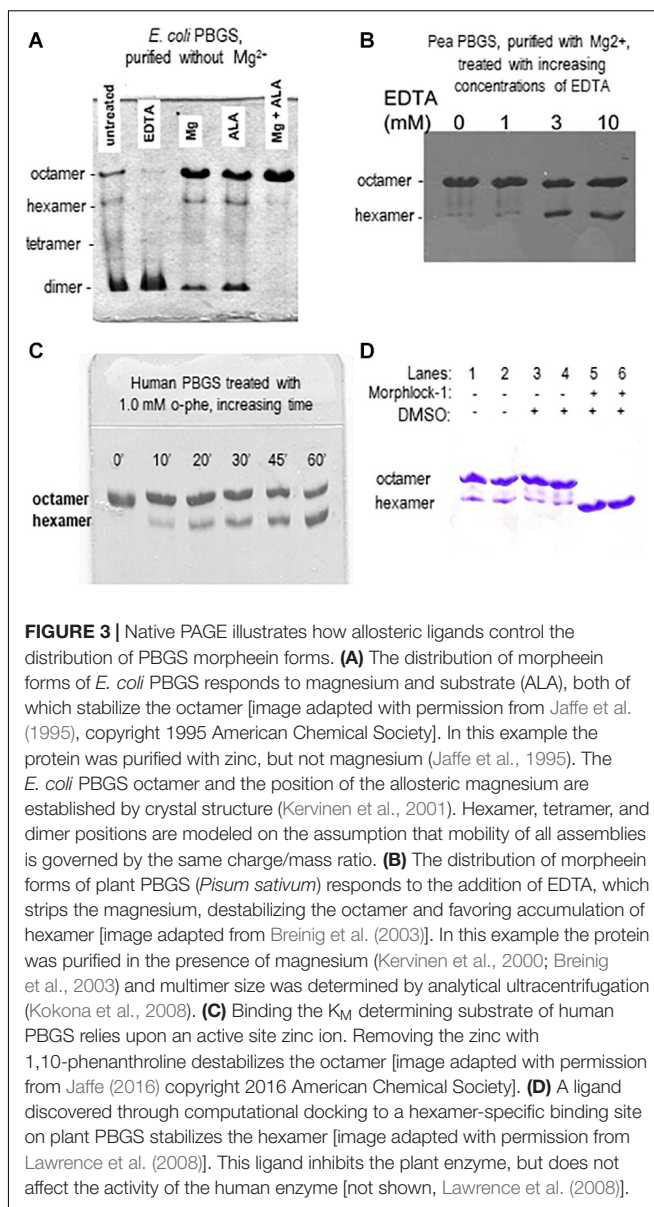 A
E. coli PBGS,
purified without Mg²⁻
untreated
EDTA
Mg
ALA
Mg + ALA
octamer
hexamer
tetramer
dimer -
B
Pea PBGS, purified with Mg2+,
treated with increasing
concentrations of EDTA
EDTA
(mM) 0 1 3 10
octamer -
hexamer -
C
Human PBGS treated with
1.0 mM o-phe, increasing time,
0' 10' 20' 30' 45' 60'
octamer
hexamer
D
Lanes: 1 2 3 4 5 6
Morphlock-1: - - - - + +
DMSO: - - + + + +
octamer
hexamer
FIGURE 3 | Native PAGE illustrates how allosteric ligands control the
distribution of PBGS morpheein forms. (A) The distribution of morpheein
forms of E. coli PBGS responds to magnesium and substrate (ALA), both of
which stabilize the octamer [image adapted with permission from Jaffe et al.
(1995), copyright 1995 American Chemical Society]. In this example the
protein was purified with zinc, but not magnesium (Jaffe et al., 1995). The
E. coli PBGS octamer and the position of the allosteric magnesium are
established by crystal structure (Kervinen et al., 2001). Hexamer, tetramer, and
dimer positions are modeled on the assumption that mobility of all assemblies
is governed by the same charge/mass ratio. (B) The distribution of morpheein
forms of plant PBGS (Pisum sativum) responds to the addition of EDTA, which
strips the magnesium, destabilizing the octamer and favoring accumulation of
hexamer [image adapted from Breinig et al. (2003)]. In this example the protein
was purified in the presence of magnesium (Kervinen et al., 2000; Breinig
et al., 2003) and multimer size was determined by analytical ultracentrifugation
(Kokona et al., 2008). (C) Binding the KM determining substrate of human
PBGS relies upon an active site zinc ion. Removing the zinc with
1,10-phenanthroline destabilizes the octamer [image adapted with permission
from Jaffe (2016) copyright 2016 American Chemical Society]. (D) A ligand
discovered through computational docking to a hexamer-specific binding site
on plant PBGS stabilizes the hexamer [image adapted with permission from
Lawrence et al. (2008)]. This ligand inhibits the plant enzyme, but does not
affect the activity of the human enzyme [not shown, Lawrence et al. (2008)].